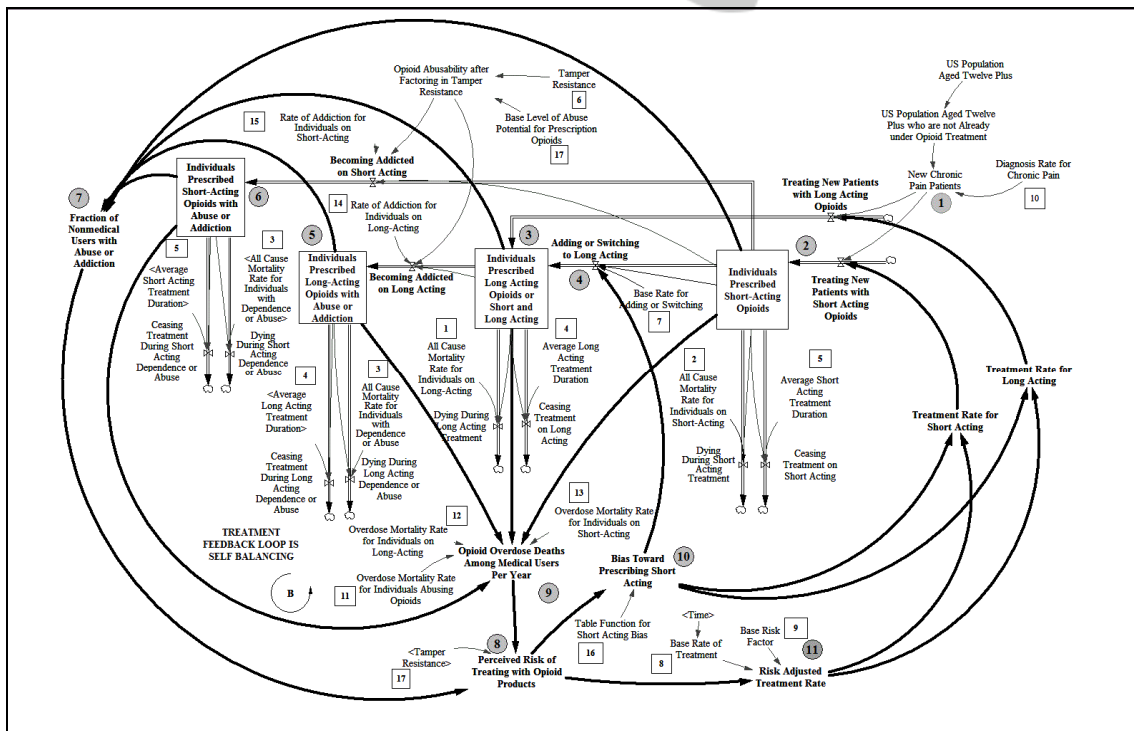 US Population
Aged Twelve Plus
Opioid Abusability after
Factoring in Tamper
Resistance
Tamper
Resistance
6
US Population Aged Twelve
Plus who are not Already
under Opioid Treatment
15
Rate of Addiction for
Individuals on
Short-Acting
Base Level of Abuse
Potential for Prescription
Opioids
17
Becoming Addicted
on Short Acting
Individuals
Prescribed
Short-Acting
Opioids with
Abuse or
Addiction
6
7
Fraction of
Nonmedical
Users with
Abuse or
Addiction
New Chronic
Pain Patients
1
Diagnosis Rate for
Chronic Pain
10
Treating New Patients
with Long Acting
Opioids
14
Rate of Addiction for
Individuals on
Long-Acting
5
Individuals
Prescribed
Long-Acting
Opioids with
Abuse or
Addiction
Becoming Addicted
on Long Acting
3
Individuals
Prescribed
Long Acting
Opioids or
Short and
Long Acting
Adding or Switching
to Long Acting
4
Base Rate for
Adding or Switching
7
2
Individuals
Prescribed
Short-Acting
Opioids
Treating New
Patients with
Short Acting
Opioids
5
<Average
Short Acting
Treatment
Duration>
3
<All Cause
Mortality
Rate for
Individuals with
Dependence
or Abuse>
Ceasing
Treatment
During Short
Acting
Dependence or
Abuse
Dying
During Short
Acting
Dependence
or Abuse
4
<Average
Long Acting
Treatment
Duration>
3
All Cause
Mortality
Rate for
Individuals
with
Dependence
or Abuse
Ceasing
Treatment
During Long
Acting
Dependence or
Abuse
Dying During
Long Acting
Dependence
or Abuse
1
All Cause
Mortality
Rate for
Individuals on
Long-Acting
4
Average Long
Acting
Treatment
Duration
Dying During
Long Acting
Treatment
Ceasing
Treatment
on Long
Acting
2
All Cause
Mortality
Rate for
Individuals on
Short-Acting
5
Average Short
Acting
Treatment
Duration
Dying
During Short
Acting
Treatment
Ceasing
Treatment on
Short Acting
Treatment Rate for
Long Acting
Treatment Rate for
Short Acting
TREATMENT
FEEDBACK LOOP IS
SELF BALANCING
B
12
Overdose Mortality Rate
for Individuals on
Long-Acting
13
Overdose Mortality Rate
for Individuals on
Short-Acting
Opioid Overdose Deaths
Among Medical Users
Per Year
9
11
Overdose Mortality Rate
for Individuals Abusing
Opioids
Bias Toward
Prescribing Short
Acting
10
Table Function for
Short Acting Bias
16
<Tamper
Resistance>
17
8
Perceived Risk of
Treating with Opioid
Products
<Time>
Base Rate of
Treatment
8
Base Risk
Factor
9
11
Risk Adjusted
Treatment Rate